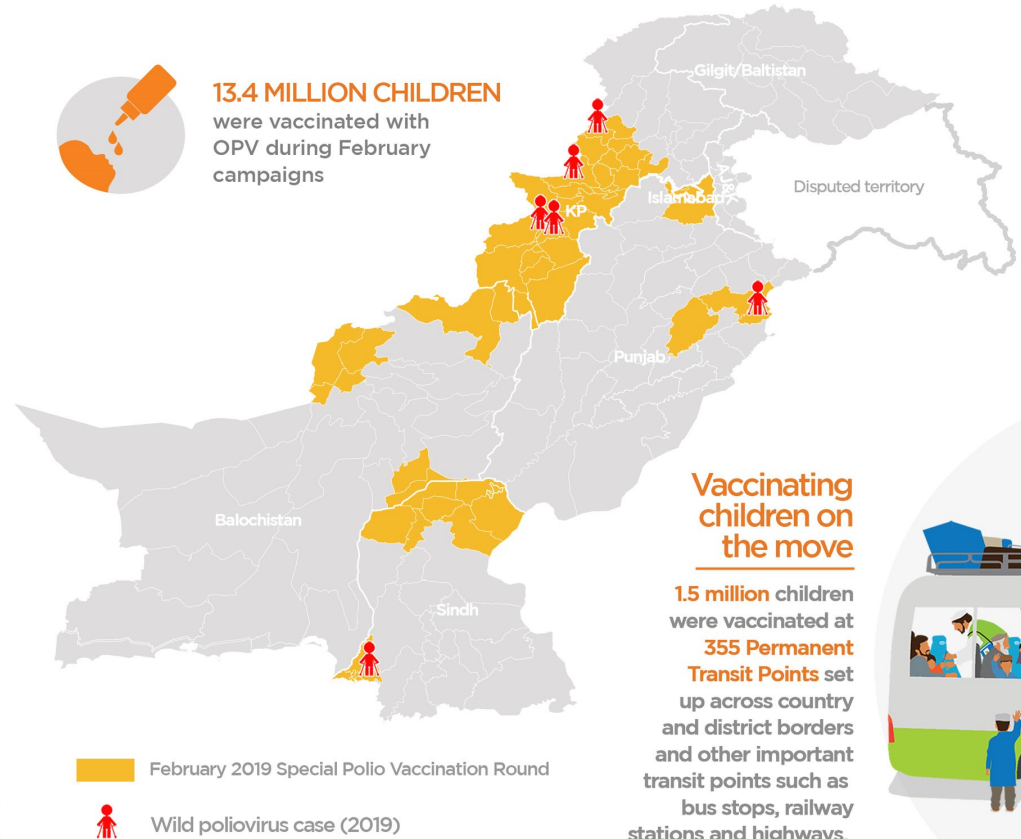 13.4 MILLION CHILDREN
were vaccinated with
OPV during February
campaigns
Gilgit/Baltistan
Disputed territory
AJ&K
Islamabad
KP
Punjab
Balochistan
Sindh
Vaccinating
children on
the move
1.5 million children
were vaccinated at
355 Permanent
Transit Points set
up across country
and district borders
and other important
transit points such as
bus stops, railway
stations and highways.
February 2019 Special Polio Vaccination Round
Wild poliovirus case (2019)